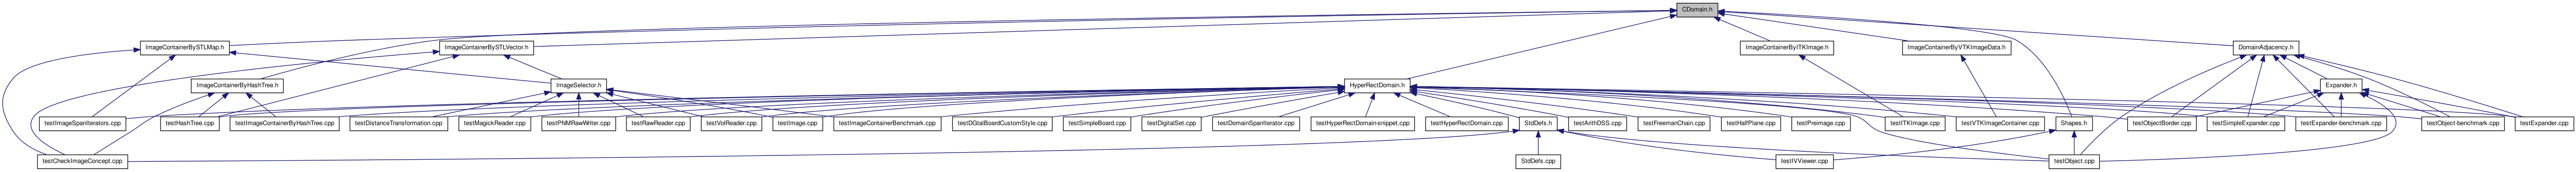 CDomain.h
ImageContainerBySTLMap.h
ImageContainerBySTLVector.h
ImageContainerByITKImage.h
ImageContainerByVTKImageData.h
DomainAdjacency.h
ImageContainerByHashTree.h
ImageSelector.h
HyperRectDomain.h
Expander.h
testImageSpanIterators.cpp
testHashTree.cpp
testImageContainerByHashTree.cpp
testDistanceTransformation.cpp
testMagickReader.cpp
testPNMRawWriter.cpp
testRawReader.cpp
testVolReader.cpp
testImage.cpp
testImageContainerBenchmark.cpp
testDGtalBoardCustomStyle.cpp
testSimpleBoard.cpp
testDigitalSet.cpp
testDomainSpanIterator.cpp
testHyperRectDomain-snippet.cpp
testHyperRectDomain.cpp
StdDefs.h
testArithDSS.cpp
testFreemanChain.cpp
testHalfPlane.cpp
testPreimage.cpp
testITKImage.cpp
testVTKImageContainer.cpp
Shapes.h
testObjectBorder.cpp
testSimpleExpander.cpp
testExpander-benchmark.cpp
testObject-benchmark.cpp
testExpander.cpp
testCheckImageConcept.cpp
StdDefs.cpp
testIVViewer.cpp
testObject.cpp